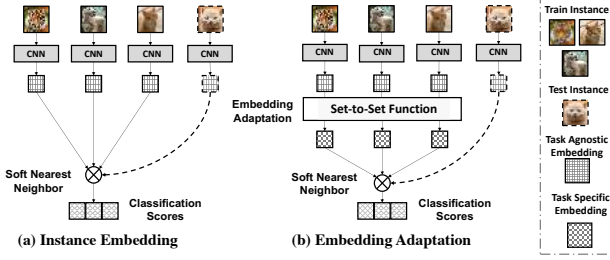 CNN CNN CNN CNN
Soft Nearest
Neighbor
Classification
Scores
(a) Instance Embedding
CNN CNN CNN CNN
Embedding
Adaptation
Set-to-Set Function
Soft Nearest
Neighbor
Classification
Scores
(b) Embedding Adaptation
Train Instance
Test Instance
Task Agnostic
Embedding
Task Specific
Embedding